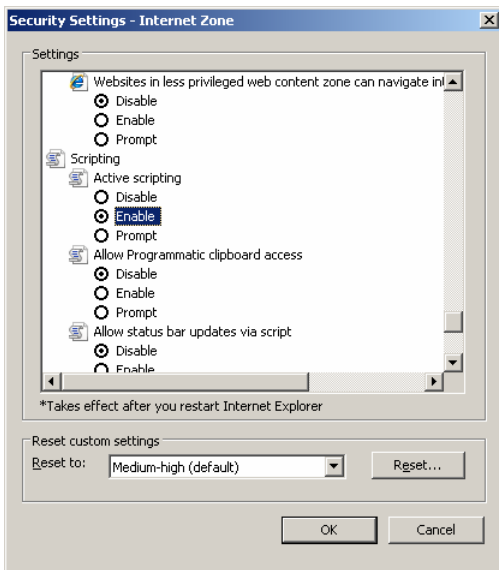 Security Settings - Internet Zone
Settings
Websites in less privileged web content zone can navigate
Disable
Enable
Prompt
Scripting
Active scripting
Disable
Enable
Prompt
Allow Programmatic clipboard access
Disable
Enable
Prompt
Allow status bar updates via script
Disable
Enable
*Takes effect after you restart Internet Explorer
Reset custom settings
Reset to:
Medium-high (default)
Reset...
OK
Cancel